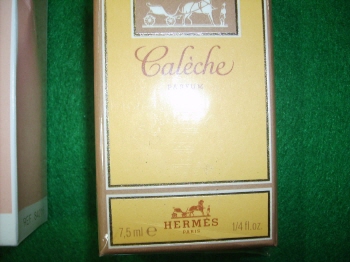 Calèche
PARFUM
HERMÈS
PARIS
7,5 ml ℮ 1/4 fl.oz.